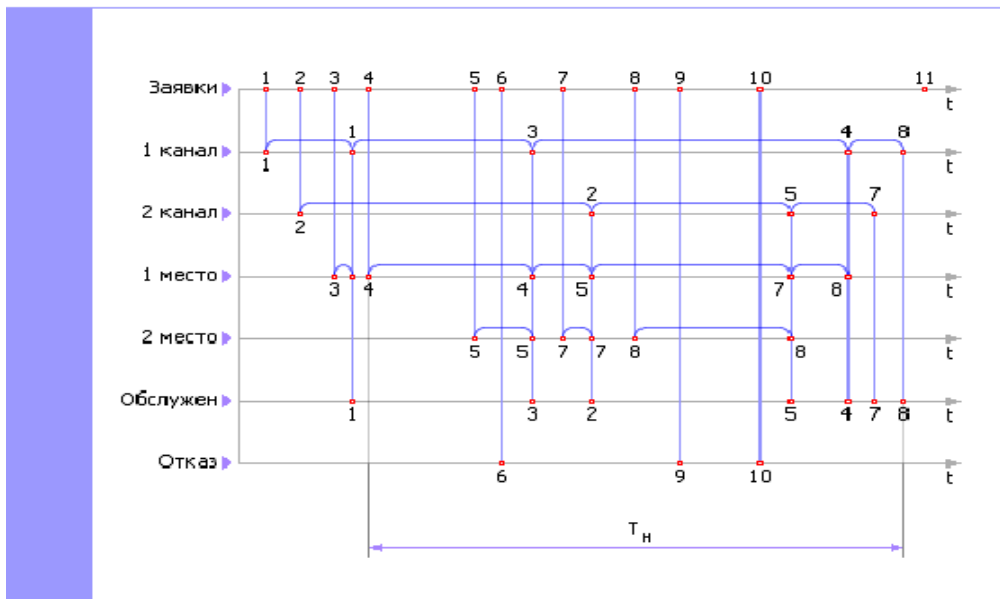 1 2 3 4 5 6 7 8 9 10 11
Заявки t
1 3 4 8
1 канал t
1
2 5 7
2 канал t
2
1 место t
3 4 4 5 7 8
2 место t
5 5 7 7 8 8
Обслужен t
1 3 2 5 4 7 8
Отказ t
6 9 10
Tн